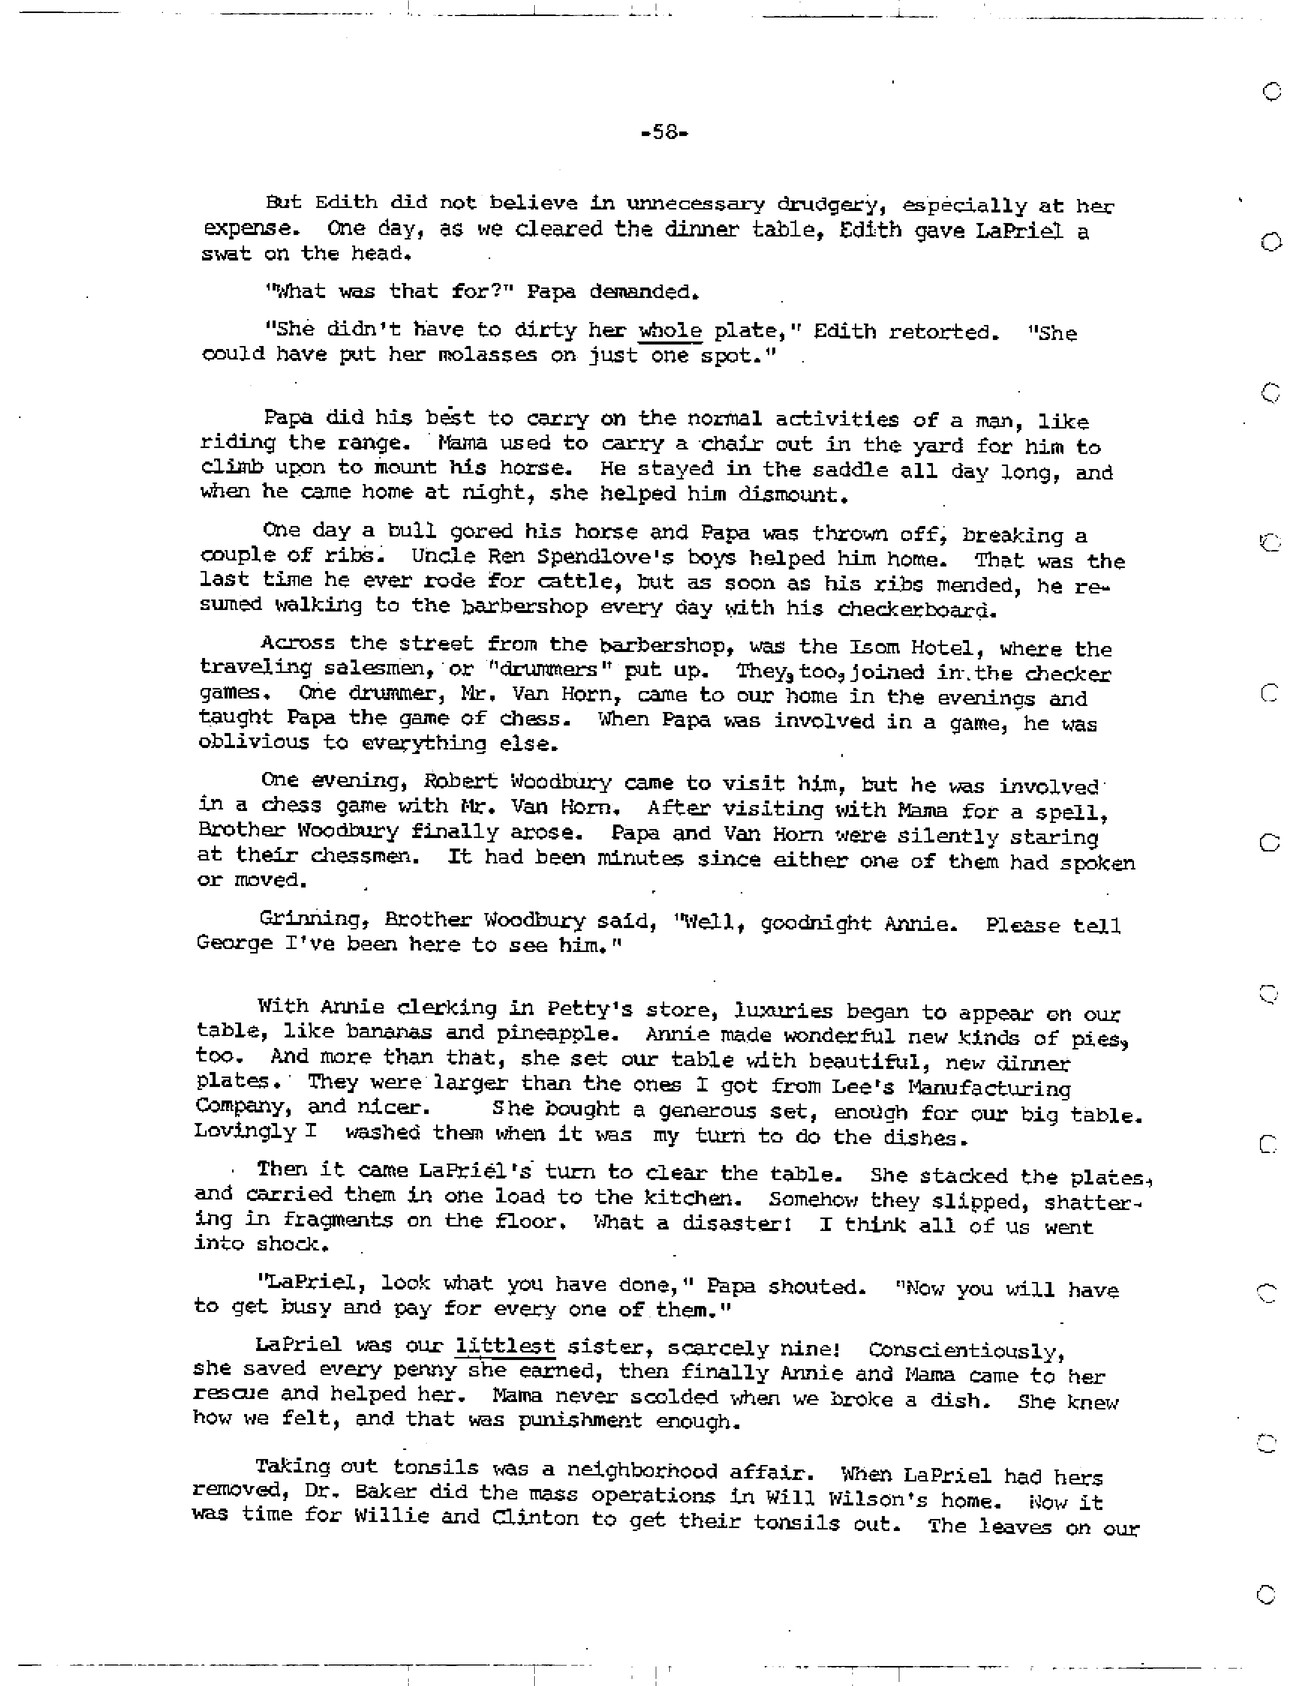 -58-
But Edith did not believe in unnecessary drudgery, especially at her
expense. One day, as we cleared the dinner table, Edith gave LaPriel a
swat on the head.
"What was that for?" Papa demanded.
"She didn't have to dirty her whole plate," Edith retorted. "She
could have put her molasses on just one spot."
Papa did his best to carry on the normal activities of a man, like
riding the range. Mama used to carry a chair out in the yard for him to
climb upon to mount his horse. He stayed in the saddle all day long, and
when he came home at night, she helped him dismount.
One day a bull gored his horse and Papa was thrown off, breaking a
couple of ribs. Uncle Ren Spendlove's boys helped him home. That was the
last time he ever rode for cattle, but as soon as his ribs mended, he re-
sumed walking to the barbershop every day with his checkerboard.
Across the street from the barbershop, was the Isom Hotel, where the
traveling salesmen, or "drummers" put up. They, too, joined in the checker
games. One drummer, Mr. Van Horn, came to our home in the evenings and
taught Papa the game of chess. When Papa was involved in a game, he was
oblivious to everything else.
One evening, Robert Woodbury came to visit him, but he was involved
in a chess game with Mr. Van Horn. After visiting with Mama for a spell,
Brother Woodbury finally arose. Papa and Van Horn were silently staring
at their chessmen. It had been minutes since either one of them had spoken
or moved.
Grinning, Brother Woodbury said, "Well, goodnight Annie. Please tell
George I've been here to see him."
With Annie clerking in Petty's store, luxuries began to appear on our
table, like bananas and pineapple. Annie made wonderful new kinds of pies,
too. And more than that, she set our table with beautiful, new dinner
plates. They were larger than the ones I got from Lee's Manufacturing
Company, and nicer. She bought a generous set, enough for our big table.
Lovingly I washed them when it was my turn to do the dishes.
Then it came LaPriel's turn to clear the table. She stacked the plates,
and carried them in one load to the kitchen. Somehow they slipped, shatter-
ing in fragments on the floor. What a disaster! I think all of us went
into shock.
"LaPriel, look what you have done," Papa shouted. "Now you will have
to get busy and pay for every one of them."
LaPriel was our littlest sister, scarcely nine! Conscientiously,
she saved every penny she earned, then finally Annie and Mama came to her
rescue and helped her. Mama never scolded when we broke a dish. She knew
how we felt, and that was punishment enough.
Taking out tonsils was a neighborhood affair. When LaPriel had hers
removed, Dr. Baker did the mass operations in Will Wilson's home. Now it
was time for Willie and Clinton to get their tonsils out. The leaves on our